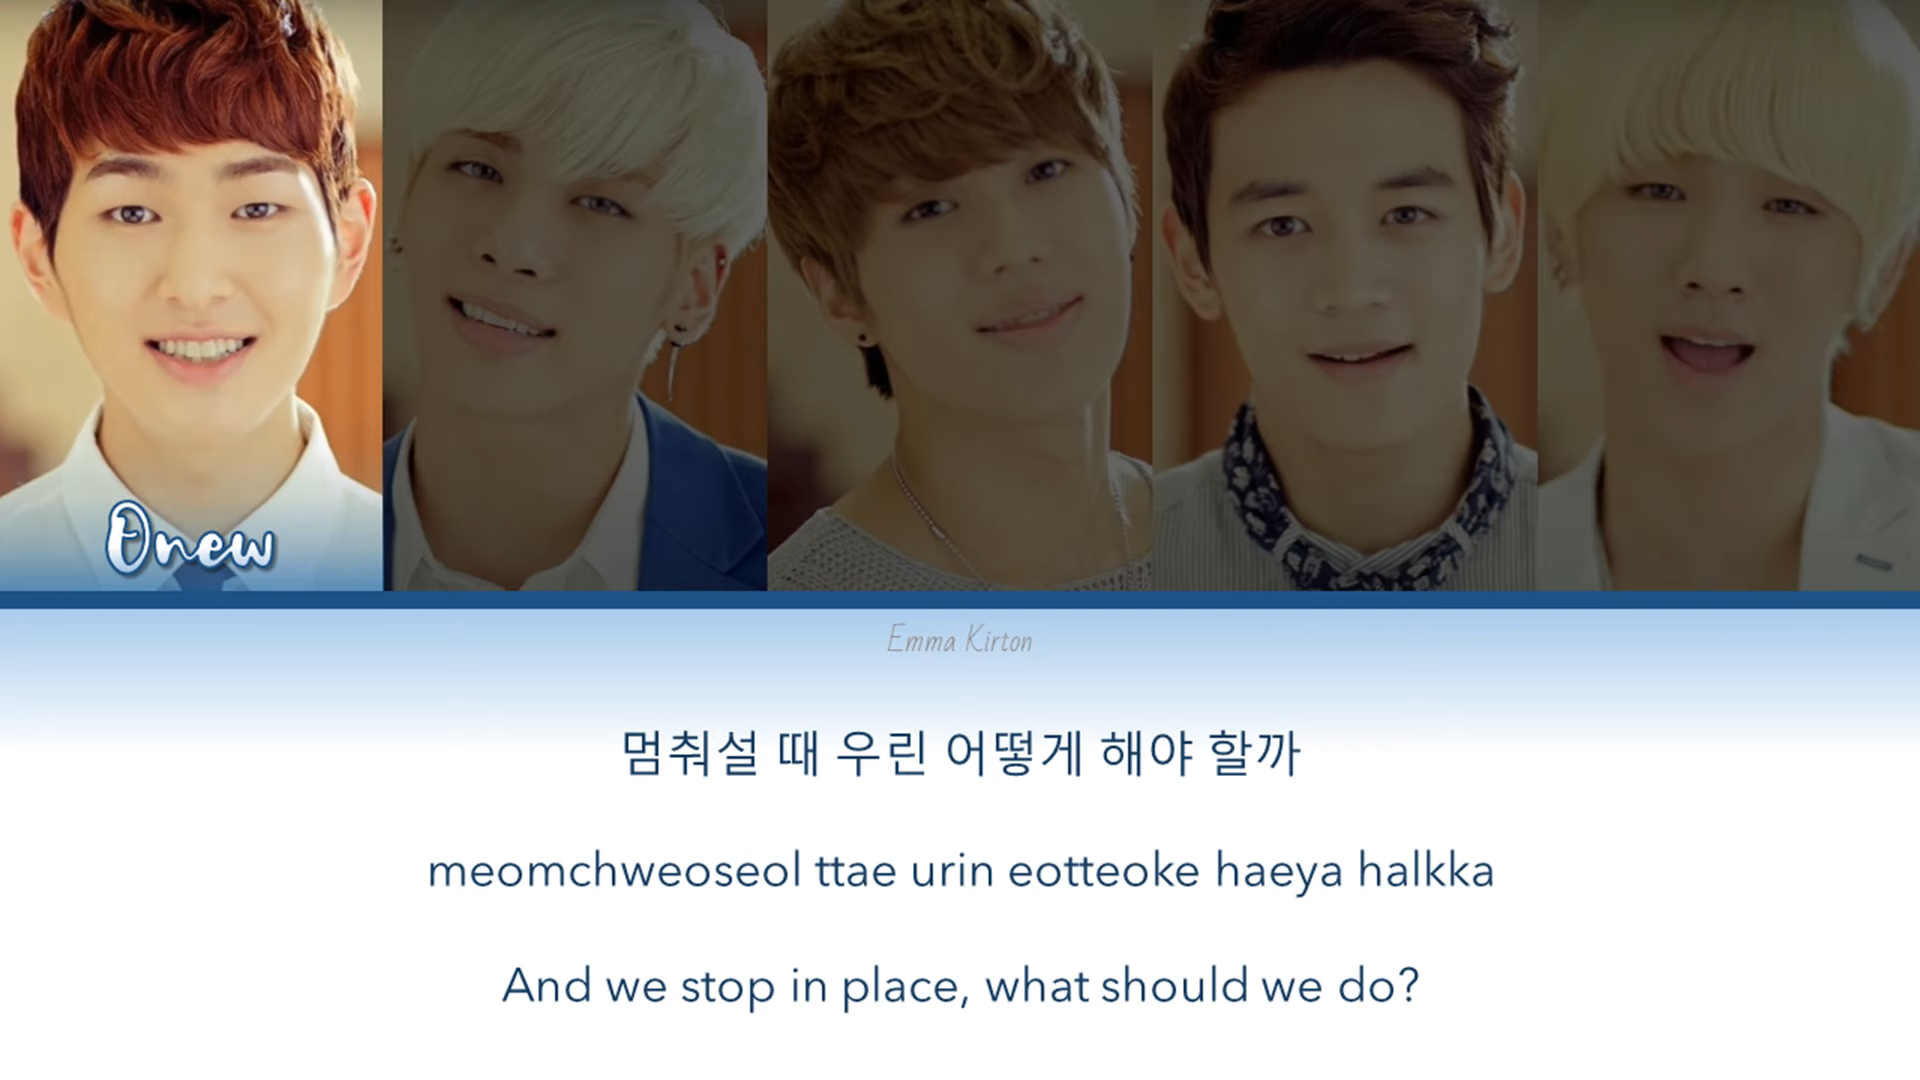 Onew
Emma Kirton
멈춰설 때 우린 어떻게 해야 할까
meomchweoseol ttae urin eotteoke haeya halkka
And we stop in place, what should we do?